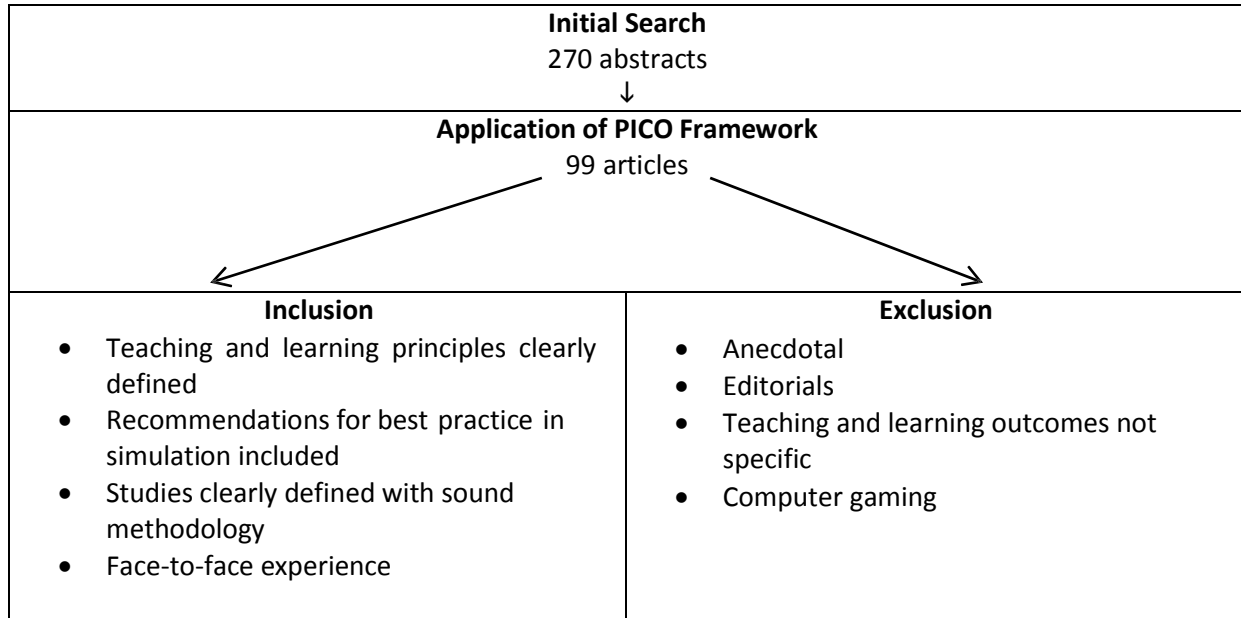 Initial Search
270 abstracts
↓
Application of PICO Framework
99 articles
Inclusion
• Teaching and learning principles clearly
defined
• Recommendations for best practice in
simulation included
• Studies clearly defined with sound
methodology
• Face-to-face experience
Exclusion
• Anecdotal
• Editorials
• Teaching and learning outcomes not
specific
• Computer gaming